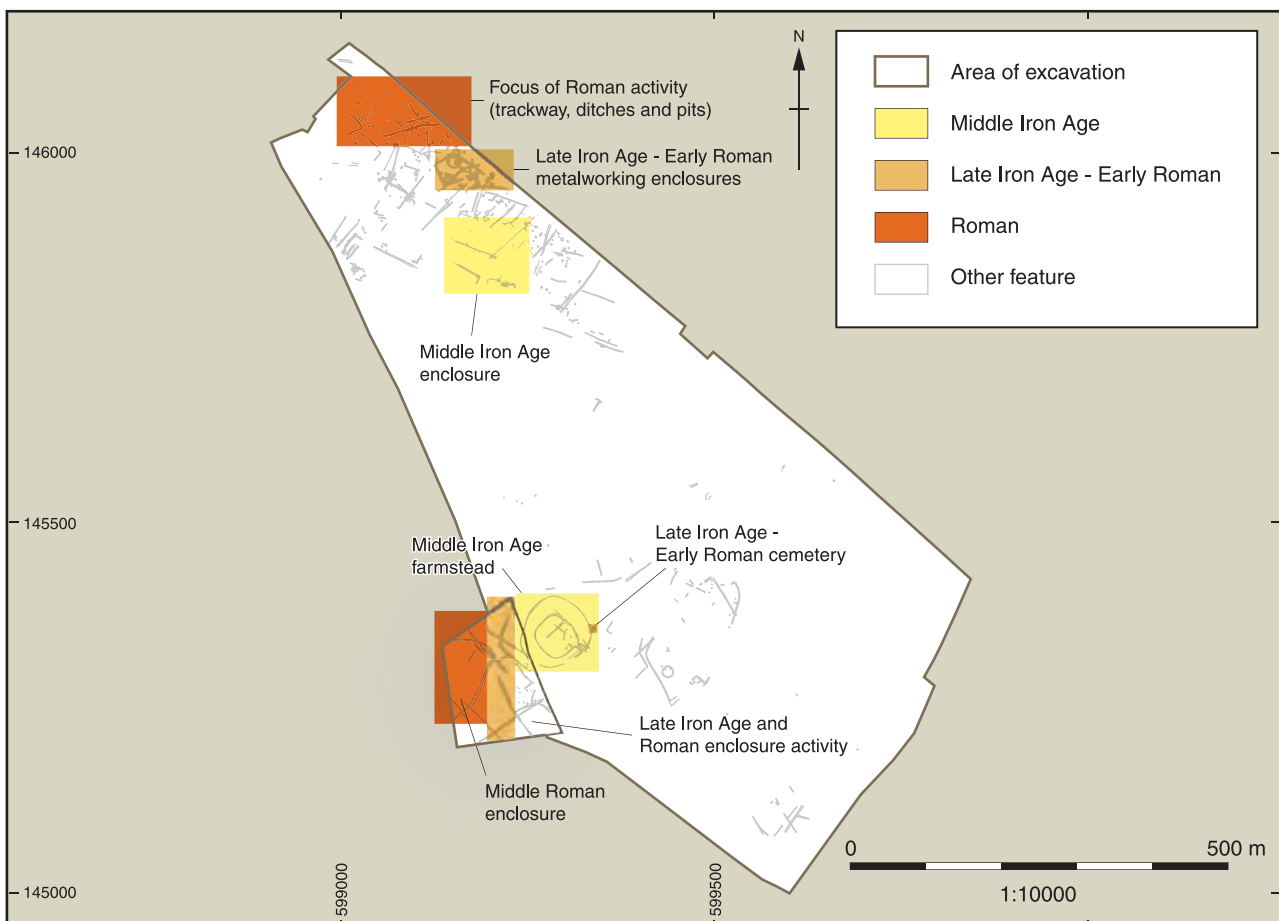 N
Focus of Roman activity
(trackway, ditches and pits)
Late Iron Age - Early Roman
metalworking enclosures
Middle Iron Age
enclosure
Middle Iron Age
farmstead
Late Iron Age -
Early Roman cemetery
Late Iron Age and
Roman enclosure activity
Middle Roman
enclosure
Area of excavation
Middle Iron Age
Late Iron Age - Early Roman
Roman
Other feature
146000
145500
145000
599000
599500
0
500 m
1:10000